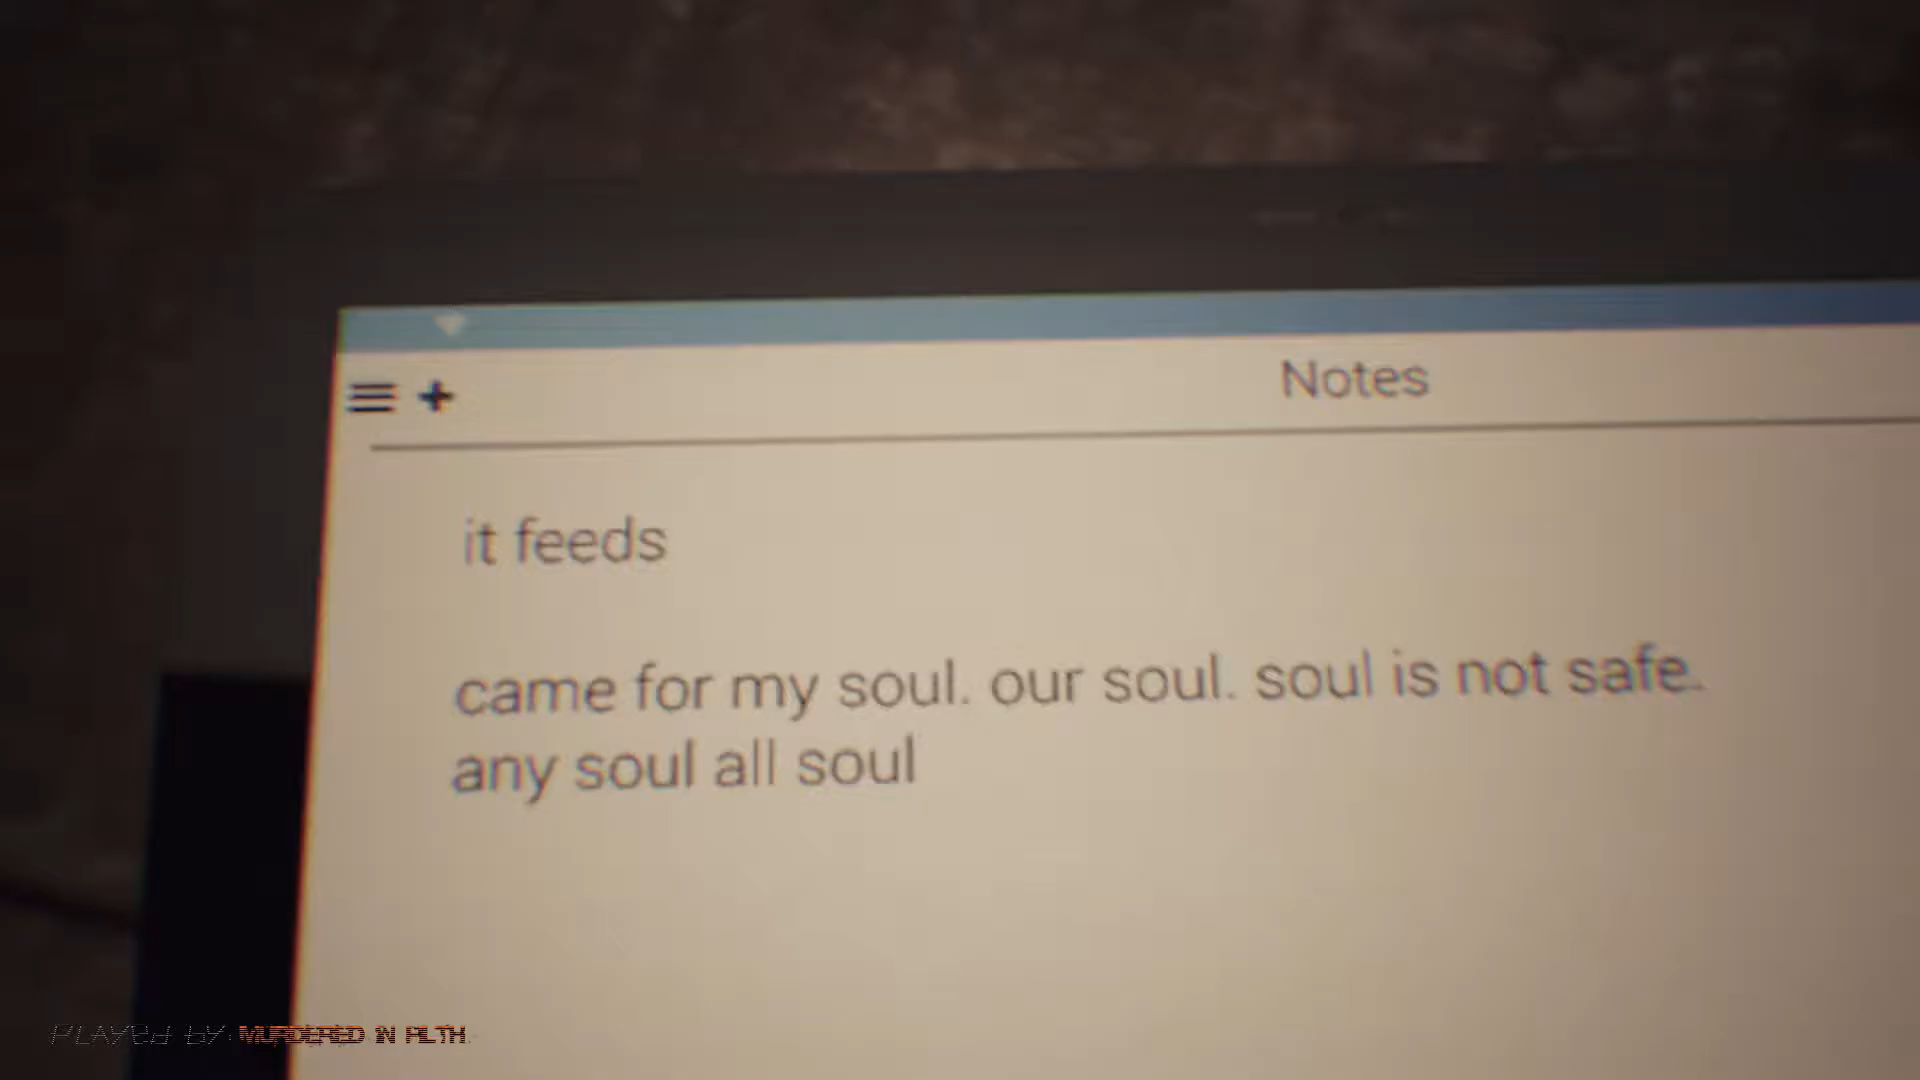 Notes
it feeds
came for my soul. our soul. soul is not safe.
any soul all soul
PLAYED BY: MURDERED IN FILTH